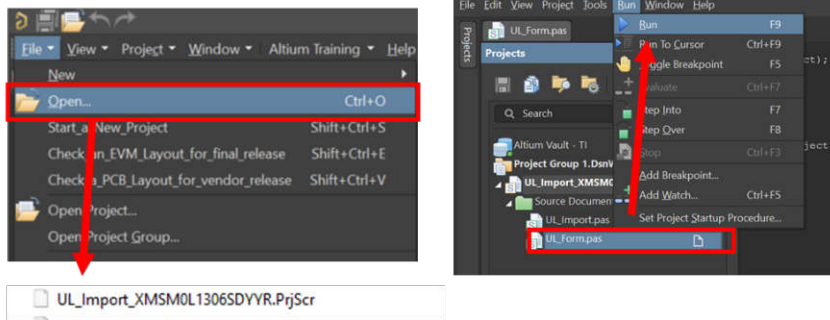 File View Project Window Altium Training Help
New
Open... Ctrl+O
Start_a_New_Project Shift+Ctrl+S
Check_an_EVM_Layout_for_final_release Shift+Ctrl+E
Check_a_PCB_Layout_for_vendor_release Shift+Ctrl+V
Open Project...
Open Project Group...
UL_Import_XMSM0L1306SDYYR.PrjScr
File Edit View Project Tools Run Window Help
UL_Form.pas
Projects
Projects
Search
Altium Vault - TI
Project Group 1.DsnW
UL_Import_XMSM0
Source Documen
UL_Import.pas
UL_Form.pas
Run F9
Run To Cursor Ctrl+F9
Toggle Breakpoint F5
Evaluate Ctrl+F7
Step Into F7
Step Over F8
Stop Ctrl+F3
Add Breakpoint...
Add Watch... Ctrl+F5
Set Project Startup Procedure...
ct);
ject